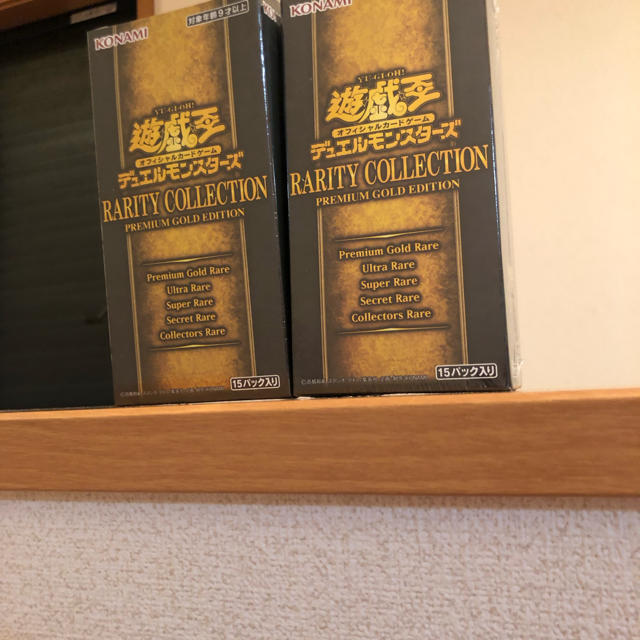 KONAMI
対象年齢9才以上
YU-GI-OH!
遊戯王
オフィシャルカードゲーム
デュエルモンスターズ
RARITY COLLECTION
PREMIUM GOLD EDITION
Premium Gold Rare
Ultra Rare
Super Rare
Secret Rare
Collectors Rare
15パック入り
KONAMI
YU-GI-OH!
遊戯王
オフィシャルカードゲーム
デュエルモンスターズ
RARITY COLLECTION
PREMIUM GOLD EDITION
Premium Gold Rare
Ultra Rare
Super Rare
Secret Rare
Collectors Rare
15パック入り